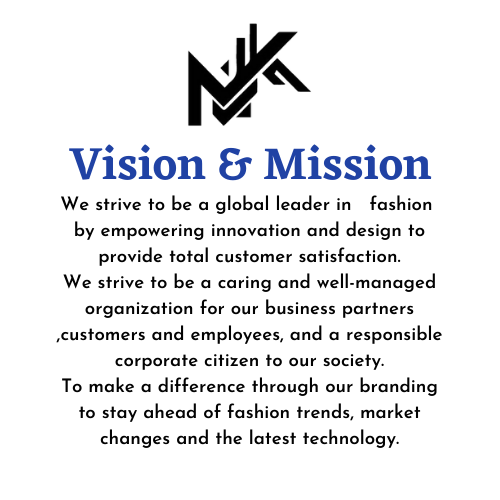 Vision & Mission
We strive to be a global leader in fashion
by empowering innovation and design to
provide total customer satisfaction.
We strive to be a caring and well-managed
organization for our business partners
,customers and employees, and a responsible
corporate citizen to our society.
To make a difference through our branding
to stay ahead of fashion trends, market
changes and the latest technology.